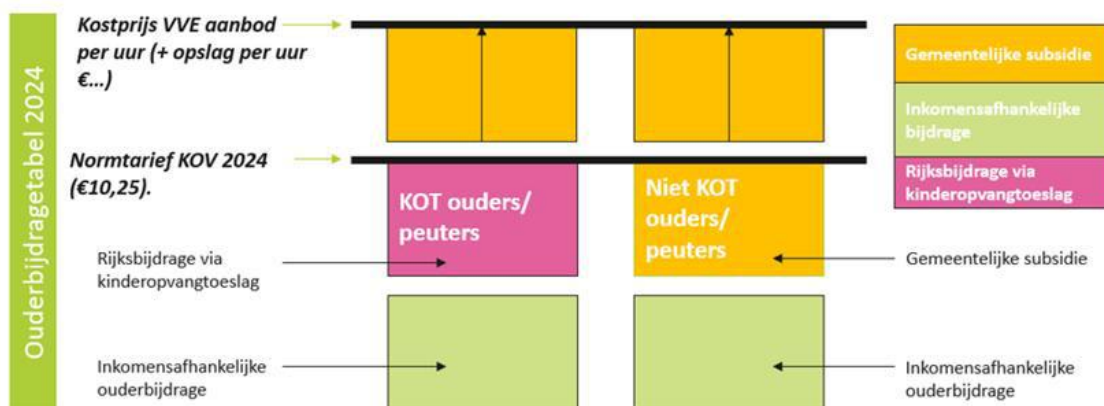 Ouderbijdragetabel 2024
Kostprijs VVE aanbod
per uur (+ opslag per uur
€...)
Normtarief KOV 2024
(€10,25).
KOT ouders/
peuters
Niet KOT
ouders/
peuters
Rijksbijdrage via
kinderopvangtoeslag
Gemeentelijke subsidie
Inkomensafhankelijke
ouderbijdrage
Inkomensafhankelijke
ouderbijdrage
Gemeentelijke subsidie
Inkomensafhankelijke
bijdrage
Rijksbijdrage via
kinderopvangtoeslag